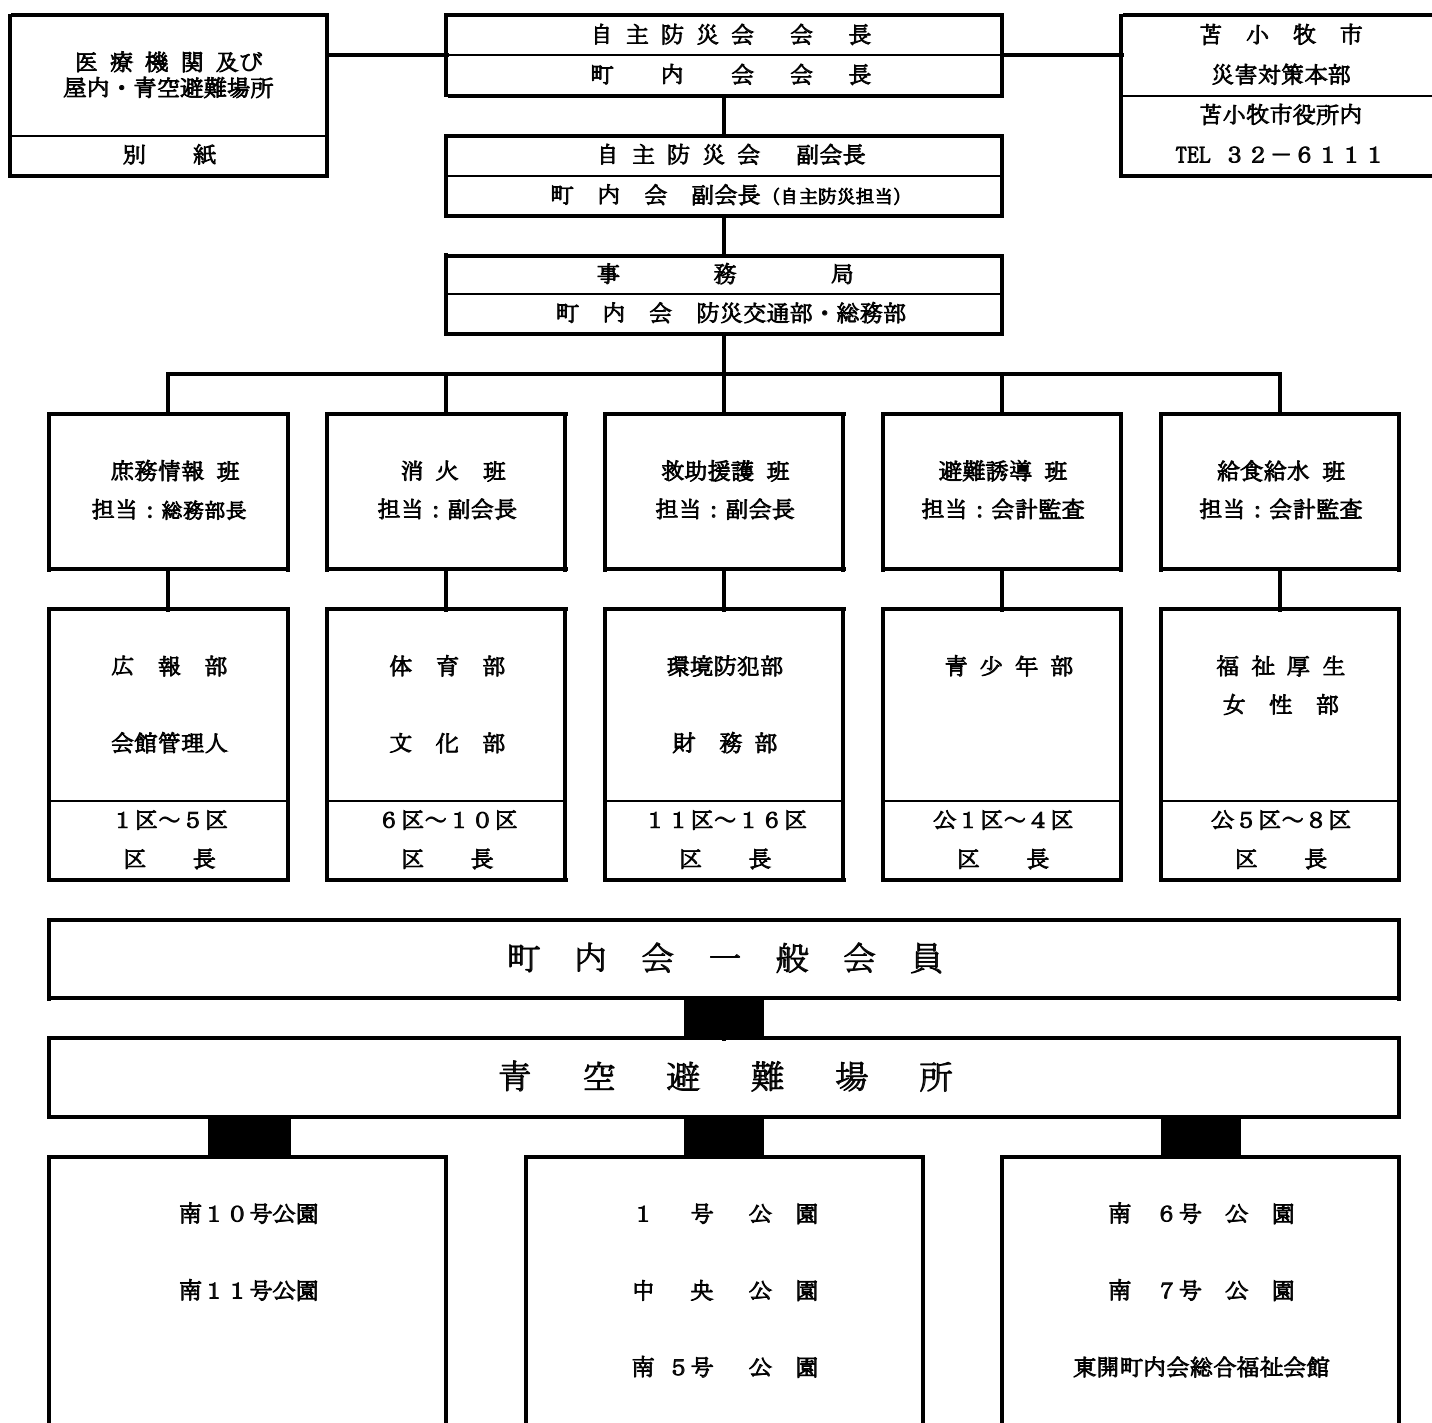 医 療 機 関 及び
屋内・青空避難場所
別　紙
自 主 防 災 会　会　長
町　内　会　会　長
苫　小　牧　市
災害対策本部
苫小牧市役所内
TEL ３２－６１１１
自 主 防 災 会　副会長
町　内　会　副会長（自主防災担当）
事　務　局
町　内　会　防災交通部・総務部
庶務情報 班
担当：総務部長
消 火　班
担当：副会長
救助援護 班
担当：副会長
避難誘導 班
担当：会計監査
給食給水 班
担当：会計監査
広　報　部
会館管理人
１区～５区
区　長
体　育　部
文　化　部
６区～１０区
区　長
環境防犯部
財　務 部
１１区～１６区
区　長
青 少 年 部
公１区～４区
区　長
福 祉 厚 生
女　性　部
公５区～８区
区　長
町　内　会　一　般　会　員
青　空　避　難　場　所
南１０号公園
南１１号公園
１　号　公　園
中　央　公　園
南 ５号　公　園
南　６号　公　園
南　７号　公　園
東開町内会総合福祉会館